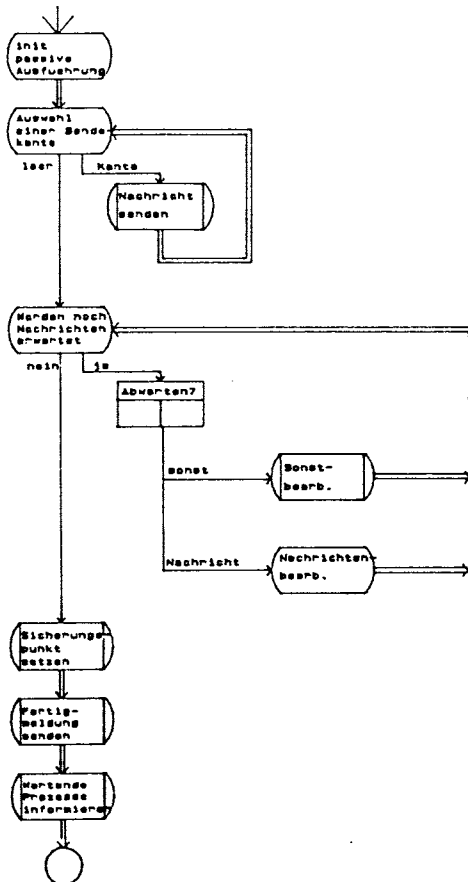 Init
passive
Ausfuehrung
Auswahl
einer Sende-
kante
leer
Kante
Nachricht
senden
Werden noch
Nachrichten
erwartet
nein
ja
Abwarten7
sonst
Sonst-
bearb.
Nachricht
Nachrichten-
bearb.
Sicherungs-
punkt
setzen
Fertig-
meldung
senden
Wartende
Prozesse
informieren